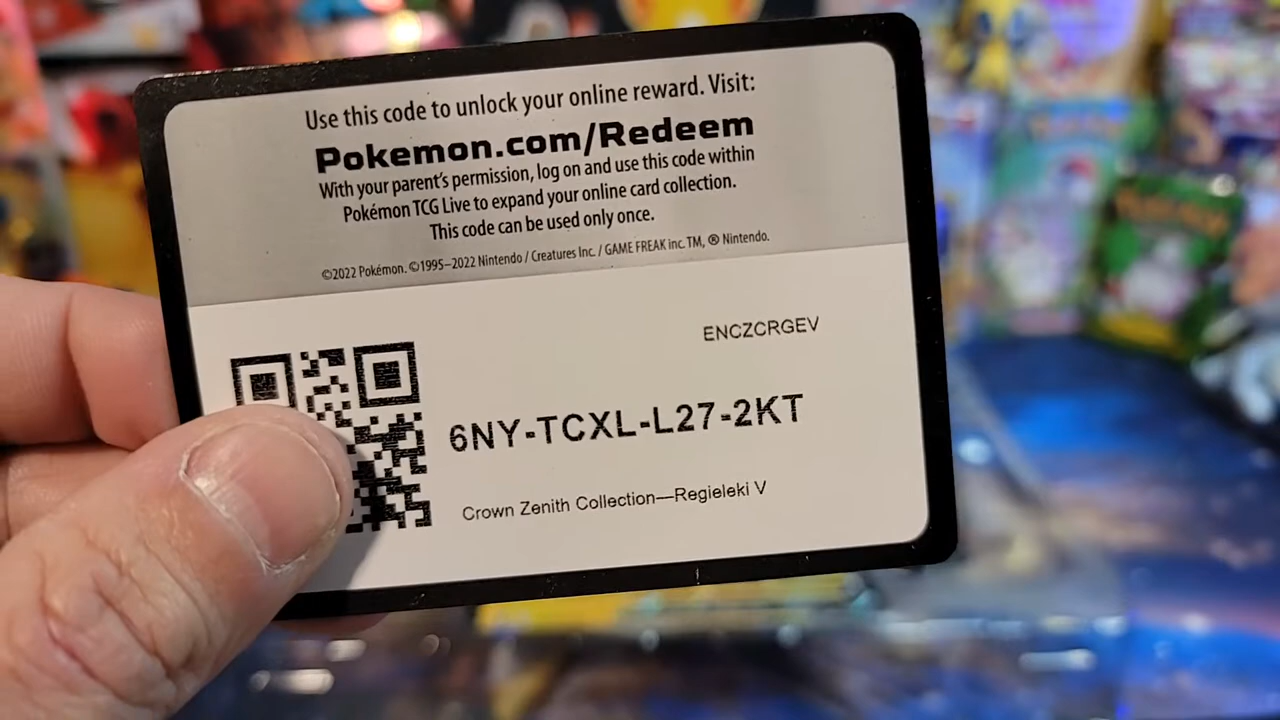 Use this code to unlock your online reward. Visit:
Pokemon.com/Redeem
With your parent's permission, log on and use this code within
Pokémon TCG Live to expand your online card collection.
This code can be used only once.
©2022 Pokémon. ©1995–2022 Nintendo / Creatures Inc. / GAME FREAK inc. TM, ® Nintendo.
ENCZCRGEV
6NY-TCXL-L27-2KT
Crown Zenith Collection—Regieleki V